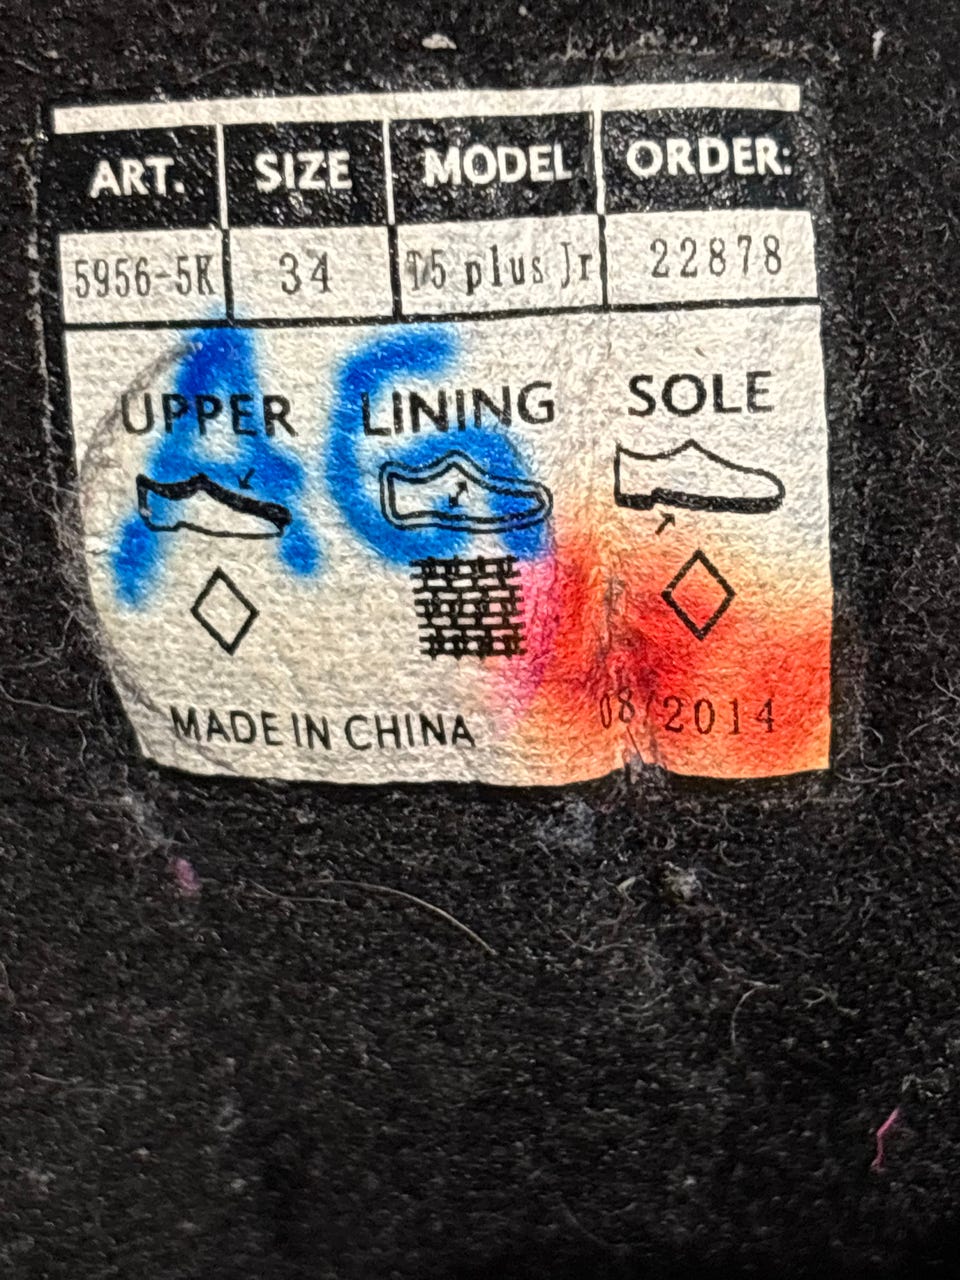 ART. SIZE MODEL ORDER:
5956-5K 34 T5 plus Jr 22878
AG
UPPER LINING SOLE
MADE IN CHINA 08/2014